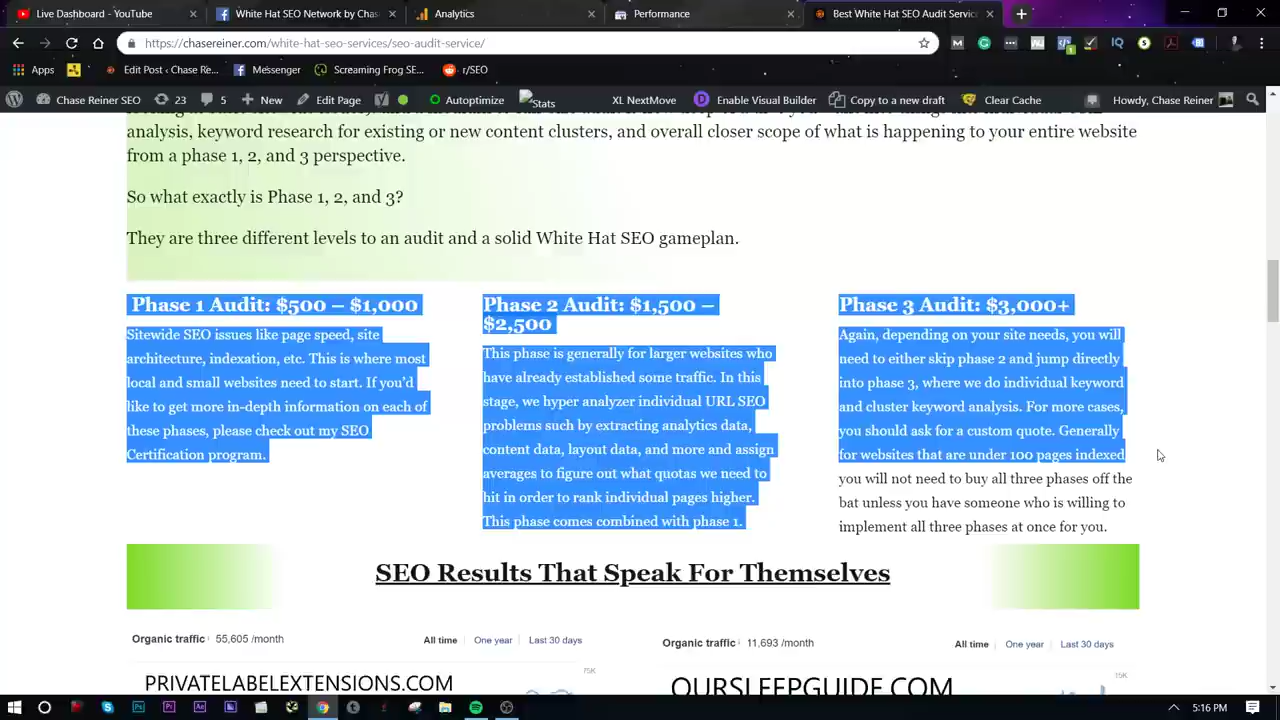 Live Dashboard - YouTube
Back to Work by Chase
Analytics
Performance
Best White Hat SEO Audit Servic
https://chasereiner.com/white-hat-seo-services/seo-audit-service/
Apps
Edit Post ‹ Chase Re...
Messenger
Screaming Frog SE...
r/SEO
Chase Reiner SEO
23
5
New
Edit Page
Autoptimize
Stats
XL NextMove
Enable Visual Builder
Copy to a new draft
Clear Cache
Howdy, Chase Reiner
analysis, keyword research for existing or new content clusters, and overall closer scope of what is happening to your entire website
from a phase 1, 2, and 3 perspective.
So what exactly is Phase 1, 2, and 3?
They are three different levels to an audit and a solid White Hat SEO gameplan.
Phase 1 Audit: $500 – $1,000
Sitewide SEO issues like page speed, site
architecture, indexation, etc. This is where most
local and small websites need to start. If you'd
like to get more in-depth information on each of
these phases, please check out my SEO
Certification program.
Phase 2 Audit: $1,500 –
$2,500
This phase is generally for larger websites who
have already established some traffic. In this
stage, we hyper analyzer individual URL SEO
problems such by extracting analytics data,
content data, layout data, and more and assign
averages to figure out what quotas we need to
hit in order to rank individual pages higher.
This phase comes combined with phase 1.
Phase 3 Audit: $3,000+
Again, depending on your site needs, you will
need to either skip phase 2 and jump directly
into phase 3, where we do individual keyword
and cluster keyword analysis. For more cases,
you should ask for a custom quote. Generally
for websites that are under 100 pages indexed
you will not need to buy all three phases off the
bat unless you have someone who is willing to
implement all three phases at once for you.
SEO Results That Speak For Themselves
Organic traffic 55,605 /month
All time
One year
Last 30 days
75K
PRIVATELABELEXTENSIONS.COM
Organic traffic 11,693 /month
All time
One year
Last 30 days
15K
OURSLEEPGUIDE.COM
5:16 PM